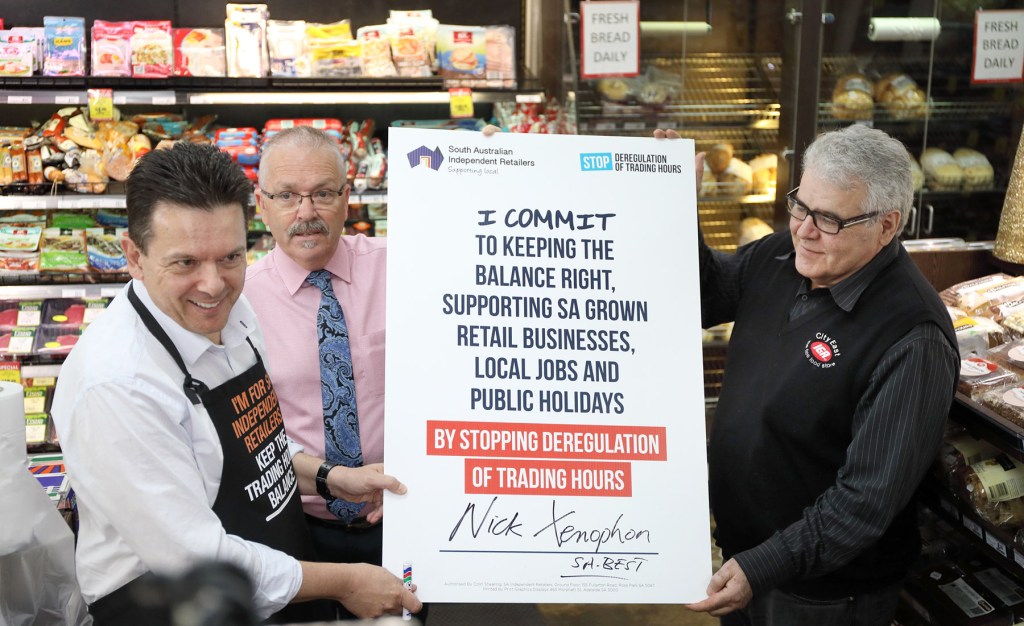 FRESH
BREAD
DAILY
FRESH
BREAD
DAILY
South Australian
Independent Retailers
Supporting local
STOP DEREGULATION
OF TRADING HOURS
I COMMIT
TO KEEPING THE
BALANCE RIGHT,
SUPPORTING SA GROWN
RETAIL BUSINESSES,
LOCAL JOBS AND
PUBLIC HOLIDAYS
BY STOPPING DEREGULATION
OF TRADING HOURS
Nick Xenophon
SA-BEST
I'M FOR
INDEPENDENT
RETAILERS
KEEP THE
TRADING HOURS
BALANCE
City East
IGA